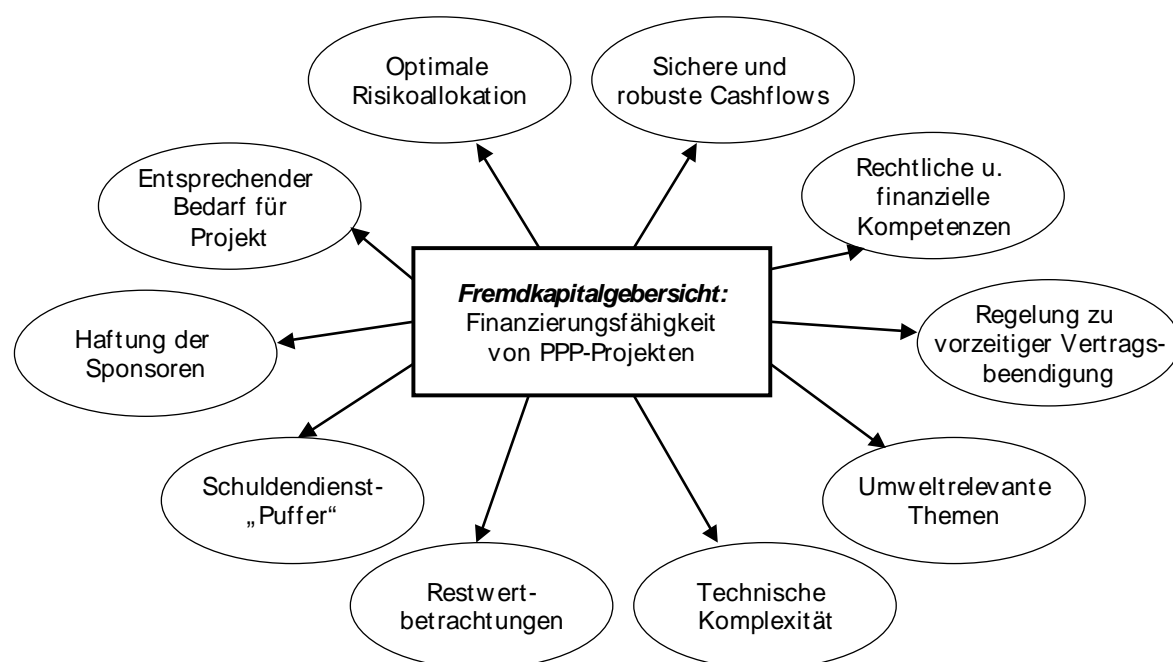 Optimale
Risikoallokation
Sichere und
robuste Cashflows
Entsprechender
Bedarf für
Projekt
Rechtliche u.
finanzielle
Kompetenzen
Fremdkapitalgebersicht:
Finanzierungsfähigkeit
von PPP-Projekten
Haftung der
Sponsoren
Regelung zu
vorzeitiger Vertrags-
beendigung
Schuldendienst-
„Puffer“
Umweltrelevante
Themen
Restwert-
betrachtungen
Technische
Komplexität